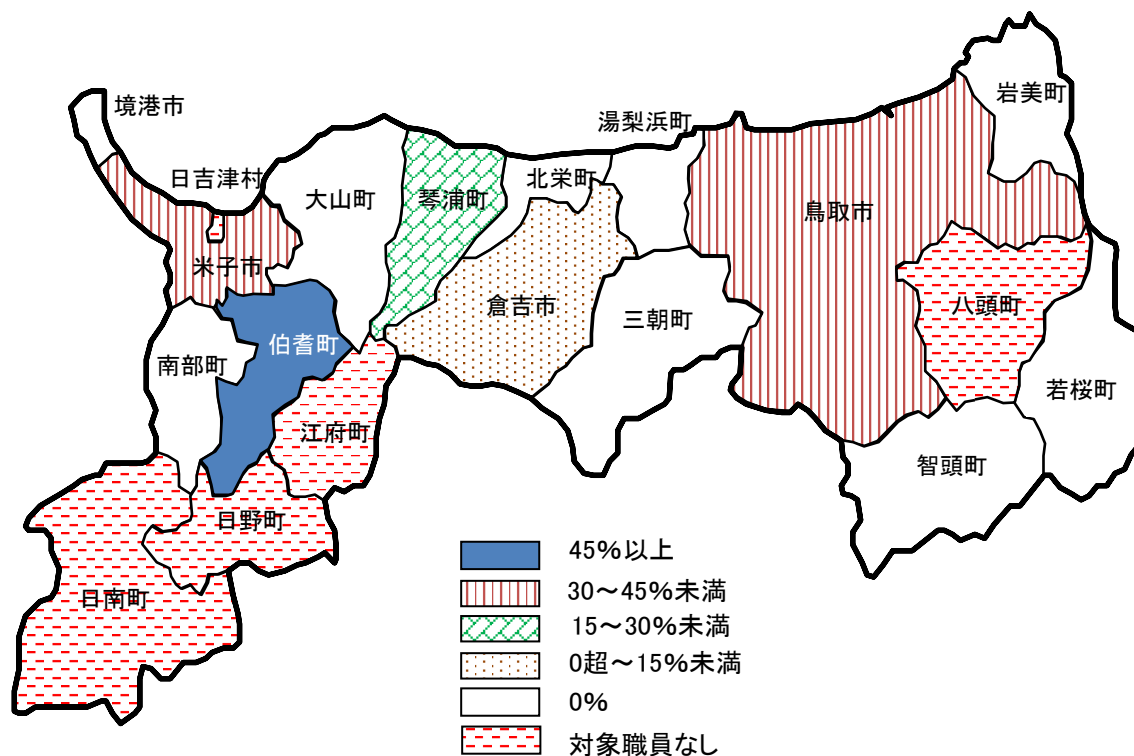 境港市
岩美町
湯梨浜町
日吉津村
大山町
琴浦町
北栄町
鳥取市
米子市
倉吉市
三朝町
八頭町
伯耆町
南部町
若桜町
江府町
智頭町
日野町
日南町
45%以上
30～45%未満
15～30%未満
0超～15%未満
0%
対象職員なし